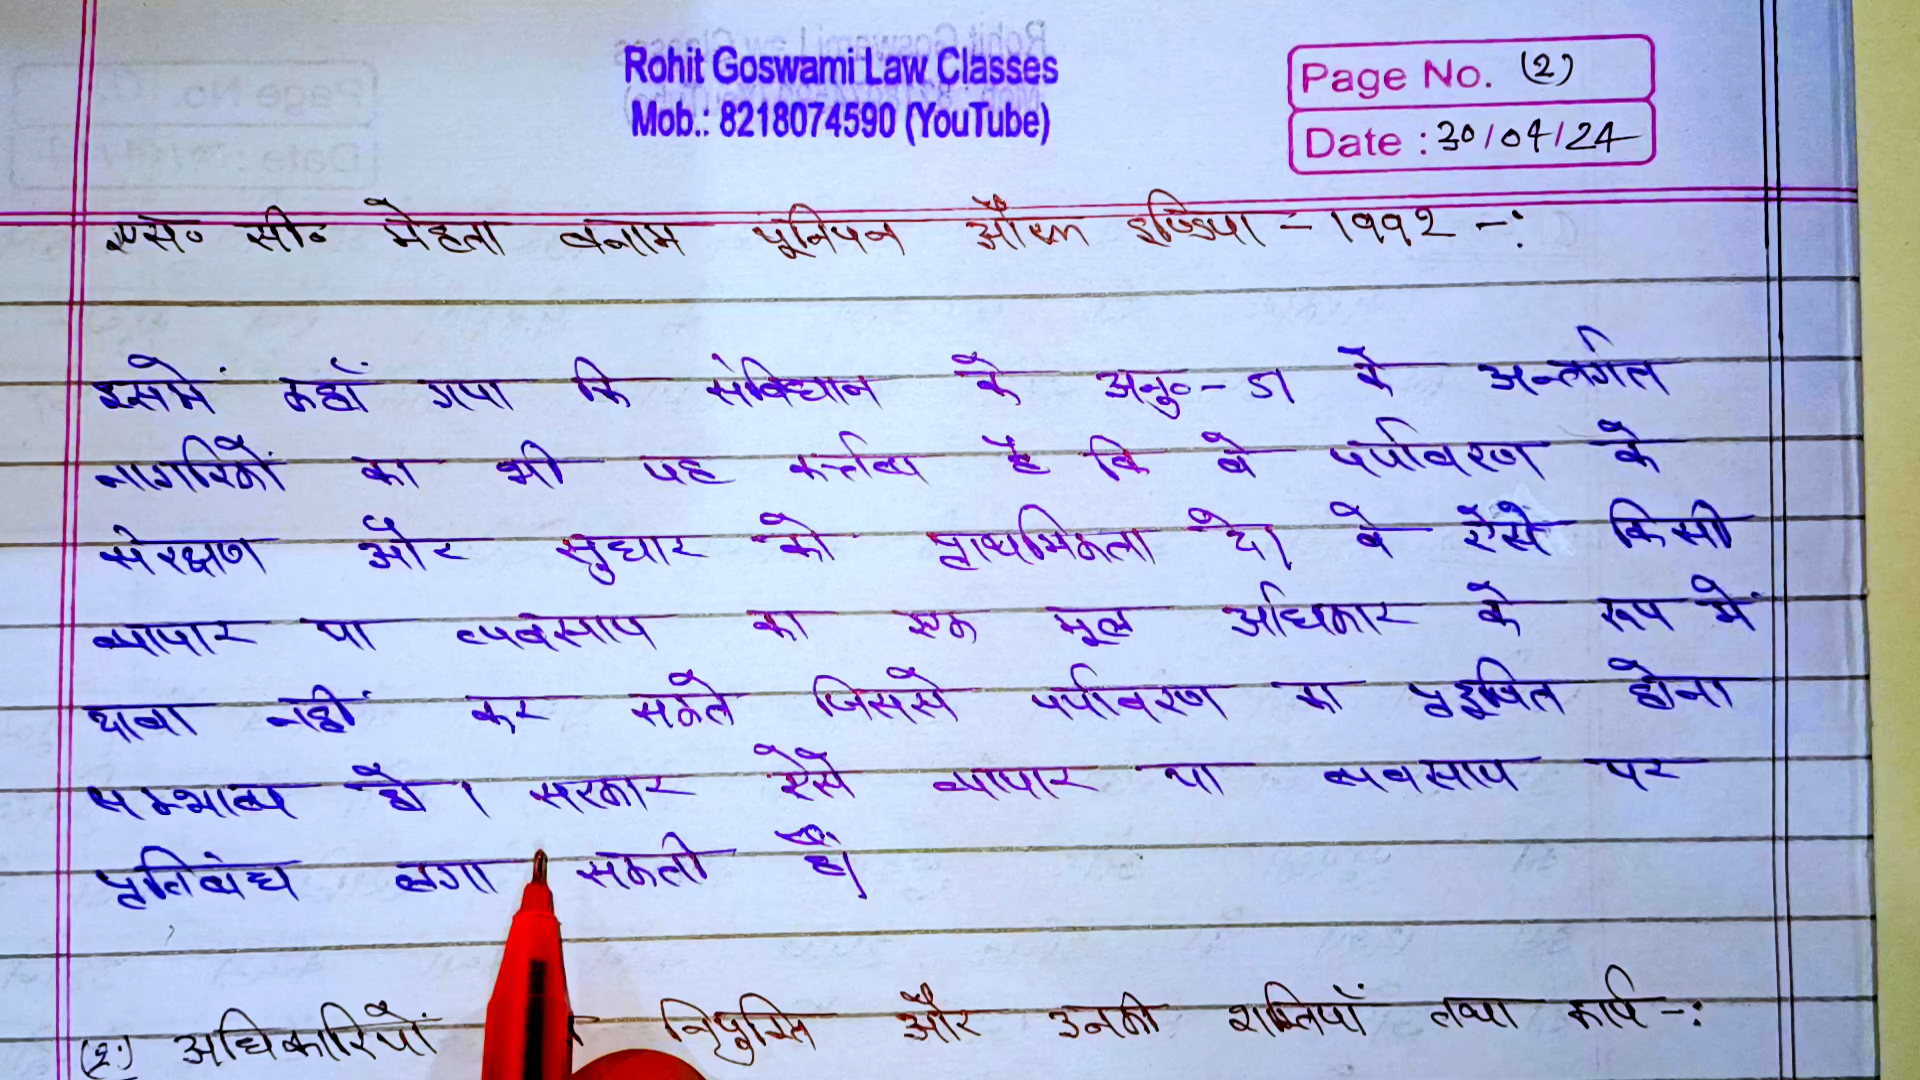 Rohit Goswami Law Classes
Mob.: 8218074590 (YouTube)
Page No. (2)
Date : 30/04/24
एम० सी० मेहता बनाम यूनियन ऑफ इण्डिया - १९९२ -:
इसमें कहाँ गया कि संविधान के अनु०- 51 के अन्तर्गत
नागरिकों का भी यह कर्त्तव्य है कि वे पर्यावरण के
संरक्षण और सुधार को प्राथमिकता दे। वे ऐसे किसी
व्यापार या व्यवसाय का एक मूल अधिकार के रूप में
दावा नहीं कर सकते जिससे पर्यावरण का प्रदूषित होना
सम्भाव्य हो। सरकार ऐसे व्यापार या व्यवसाय पर
प्रतिबंध लगा सकती है।
(2.) अधिकारियों नियुक्ति और उनकी शक्तियाँ तथा कार्य -: